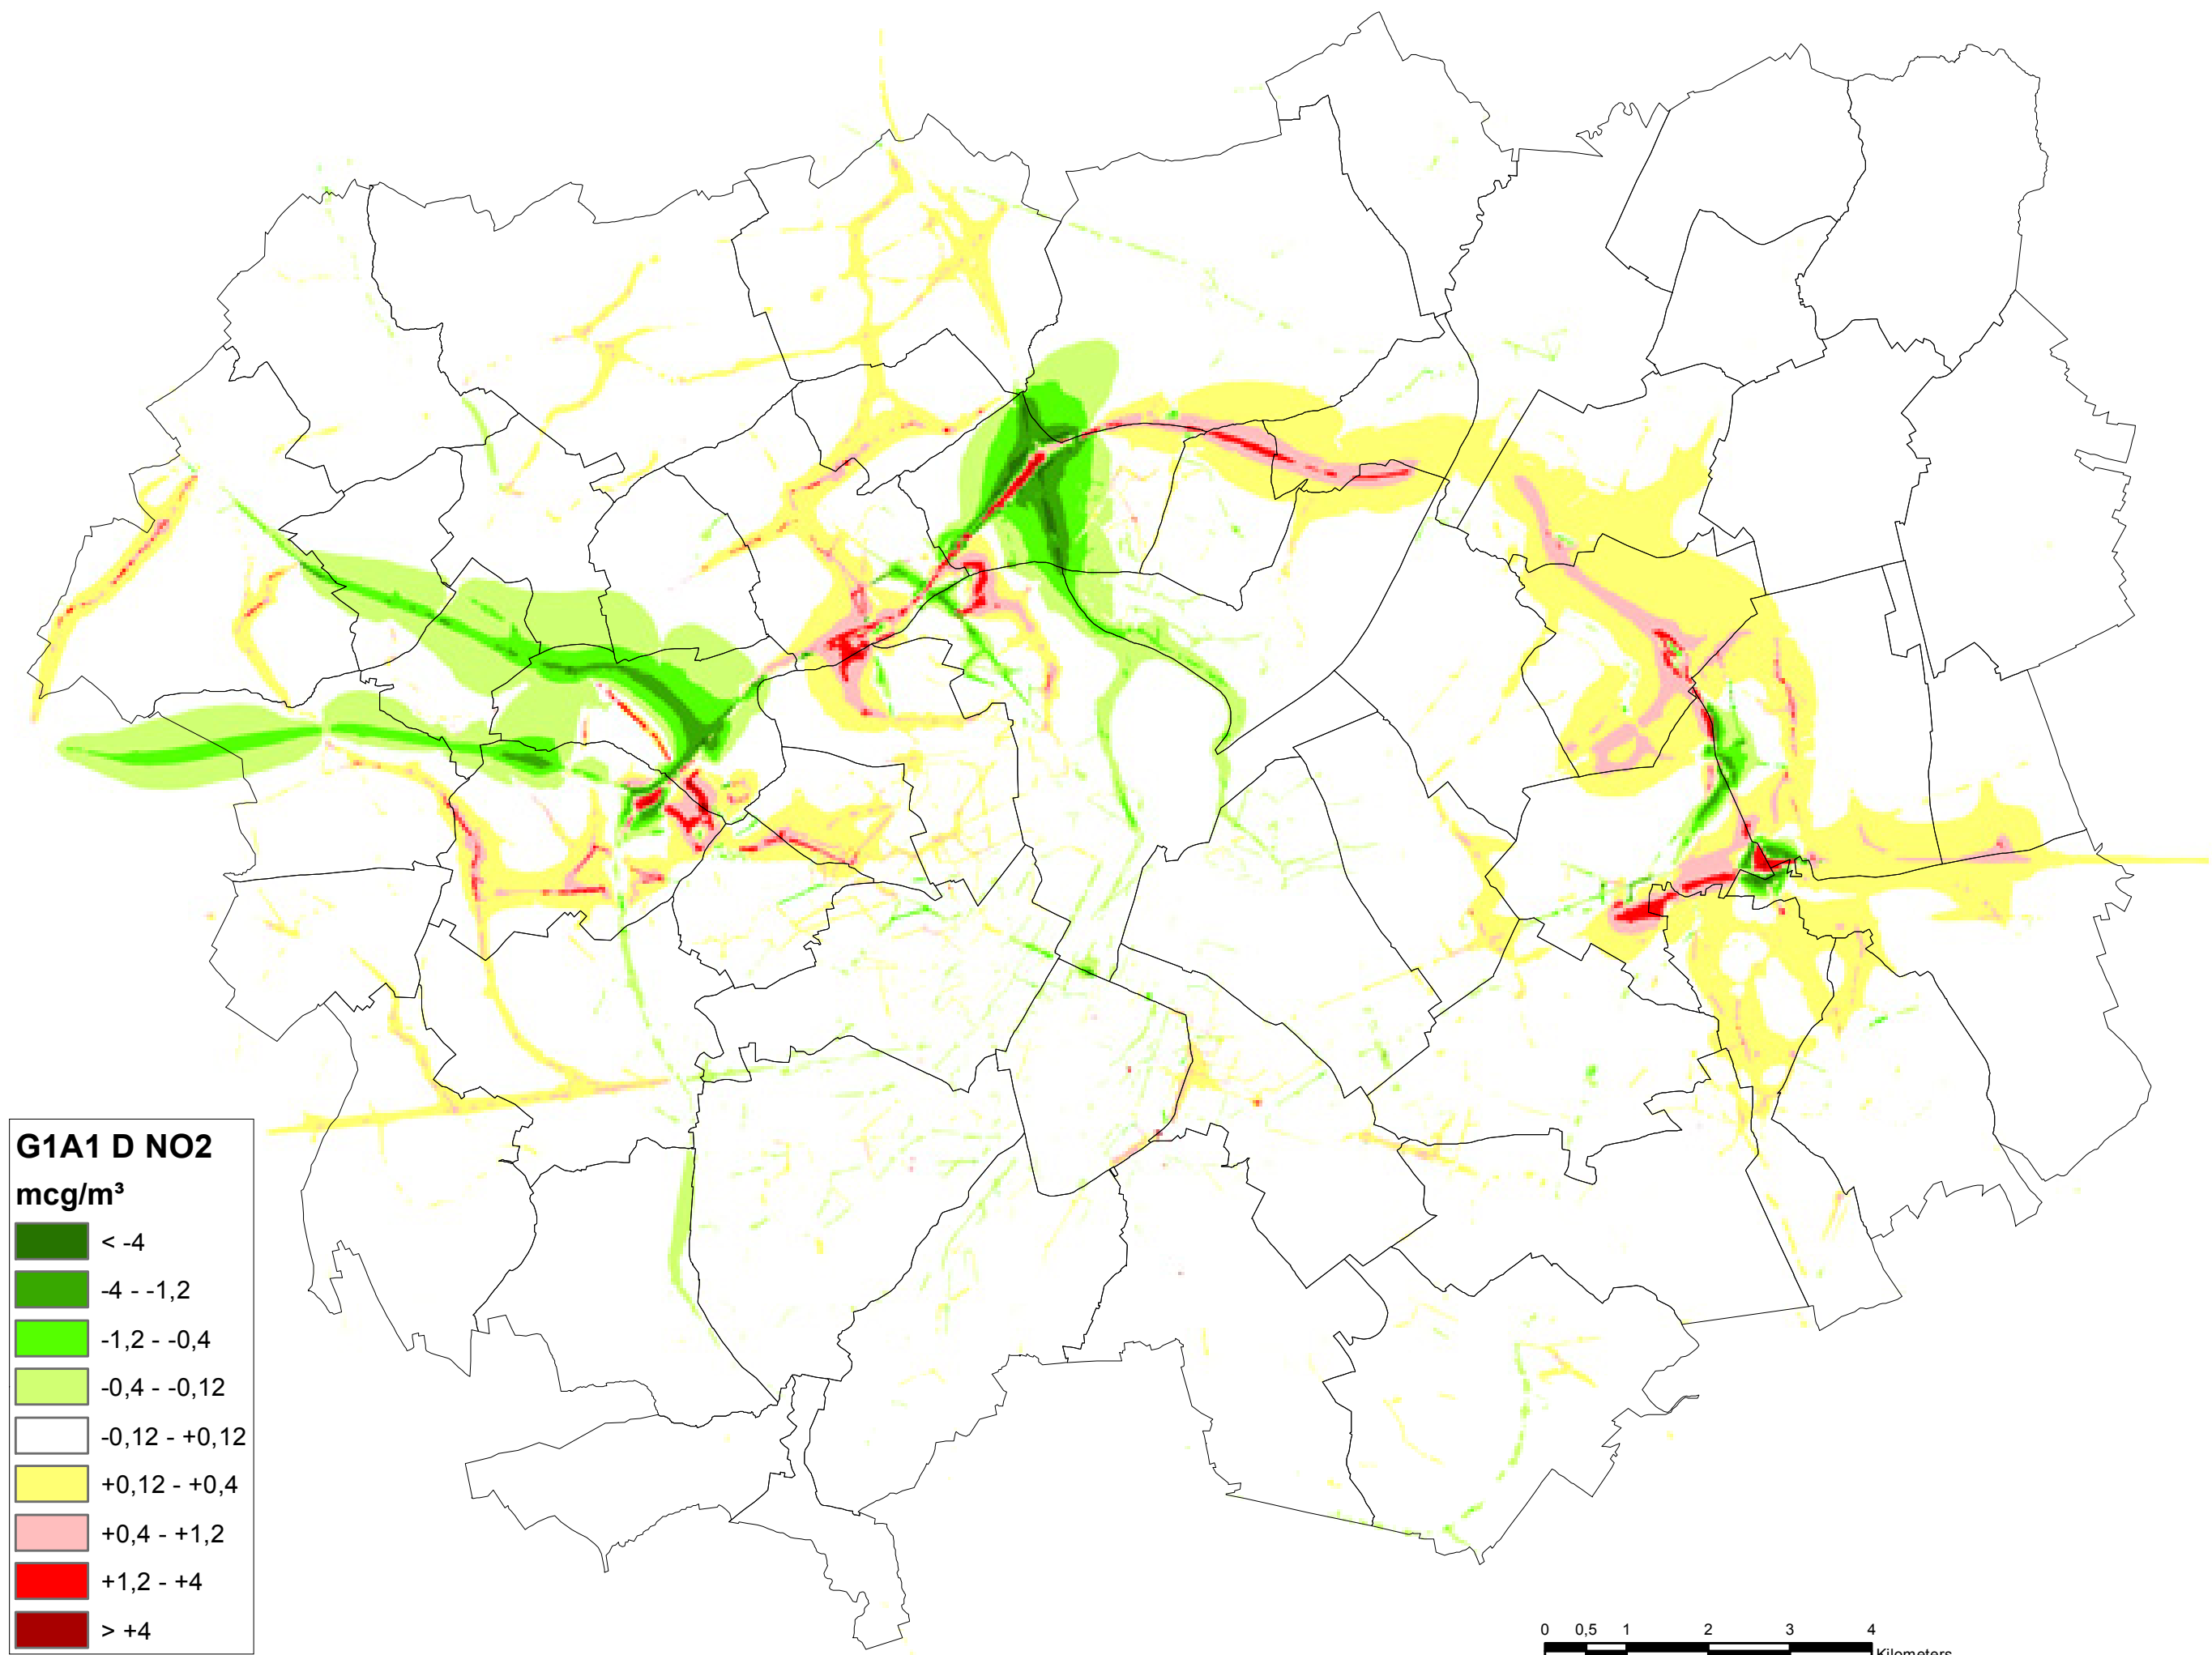 G1A1 D NO2
mcg/m³
< -4
-4 - -1,2
-1,2 - -0,4
-0,4 - -0,12
-0,12 - +0,12
+0,12 - +0,4
+0,4 - +1,2
+1,2 - +4
> +4
0 0,5 1 2 3 4
Kilometers